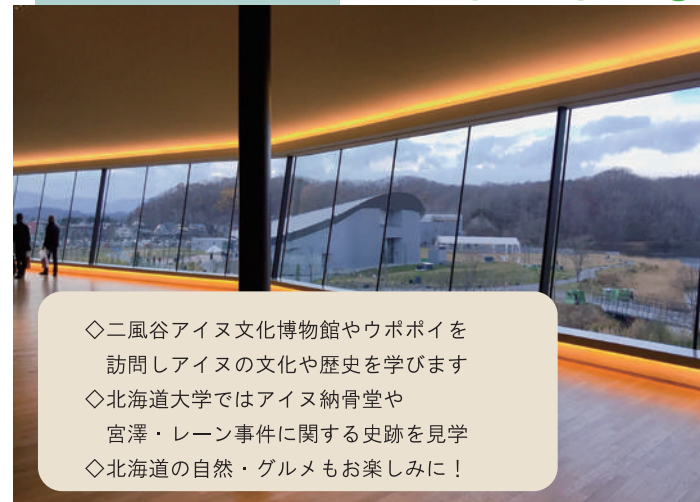 ◇二風谷アイヌ文化博物館やウポポイを
訪問しアイヌの文化や歴史を学びます
◇北海道大学ではアイヌ納骨堂や
宮澤・レーン事件に関する史跡を見学
◇北海道の自然・グルメもお楽しみに！